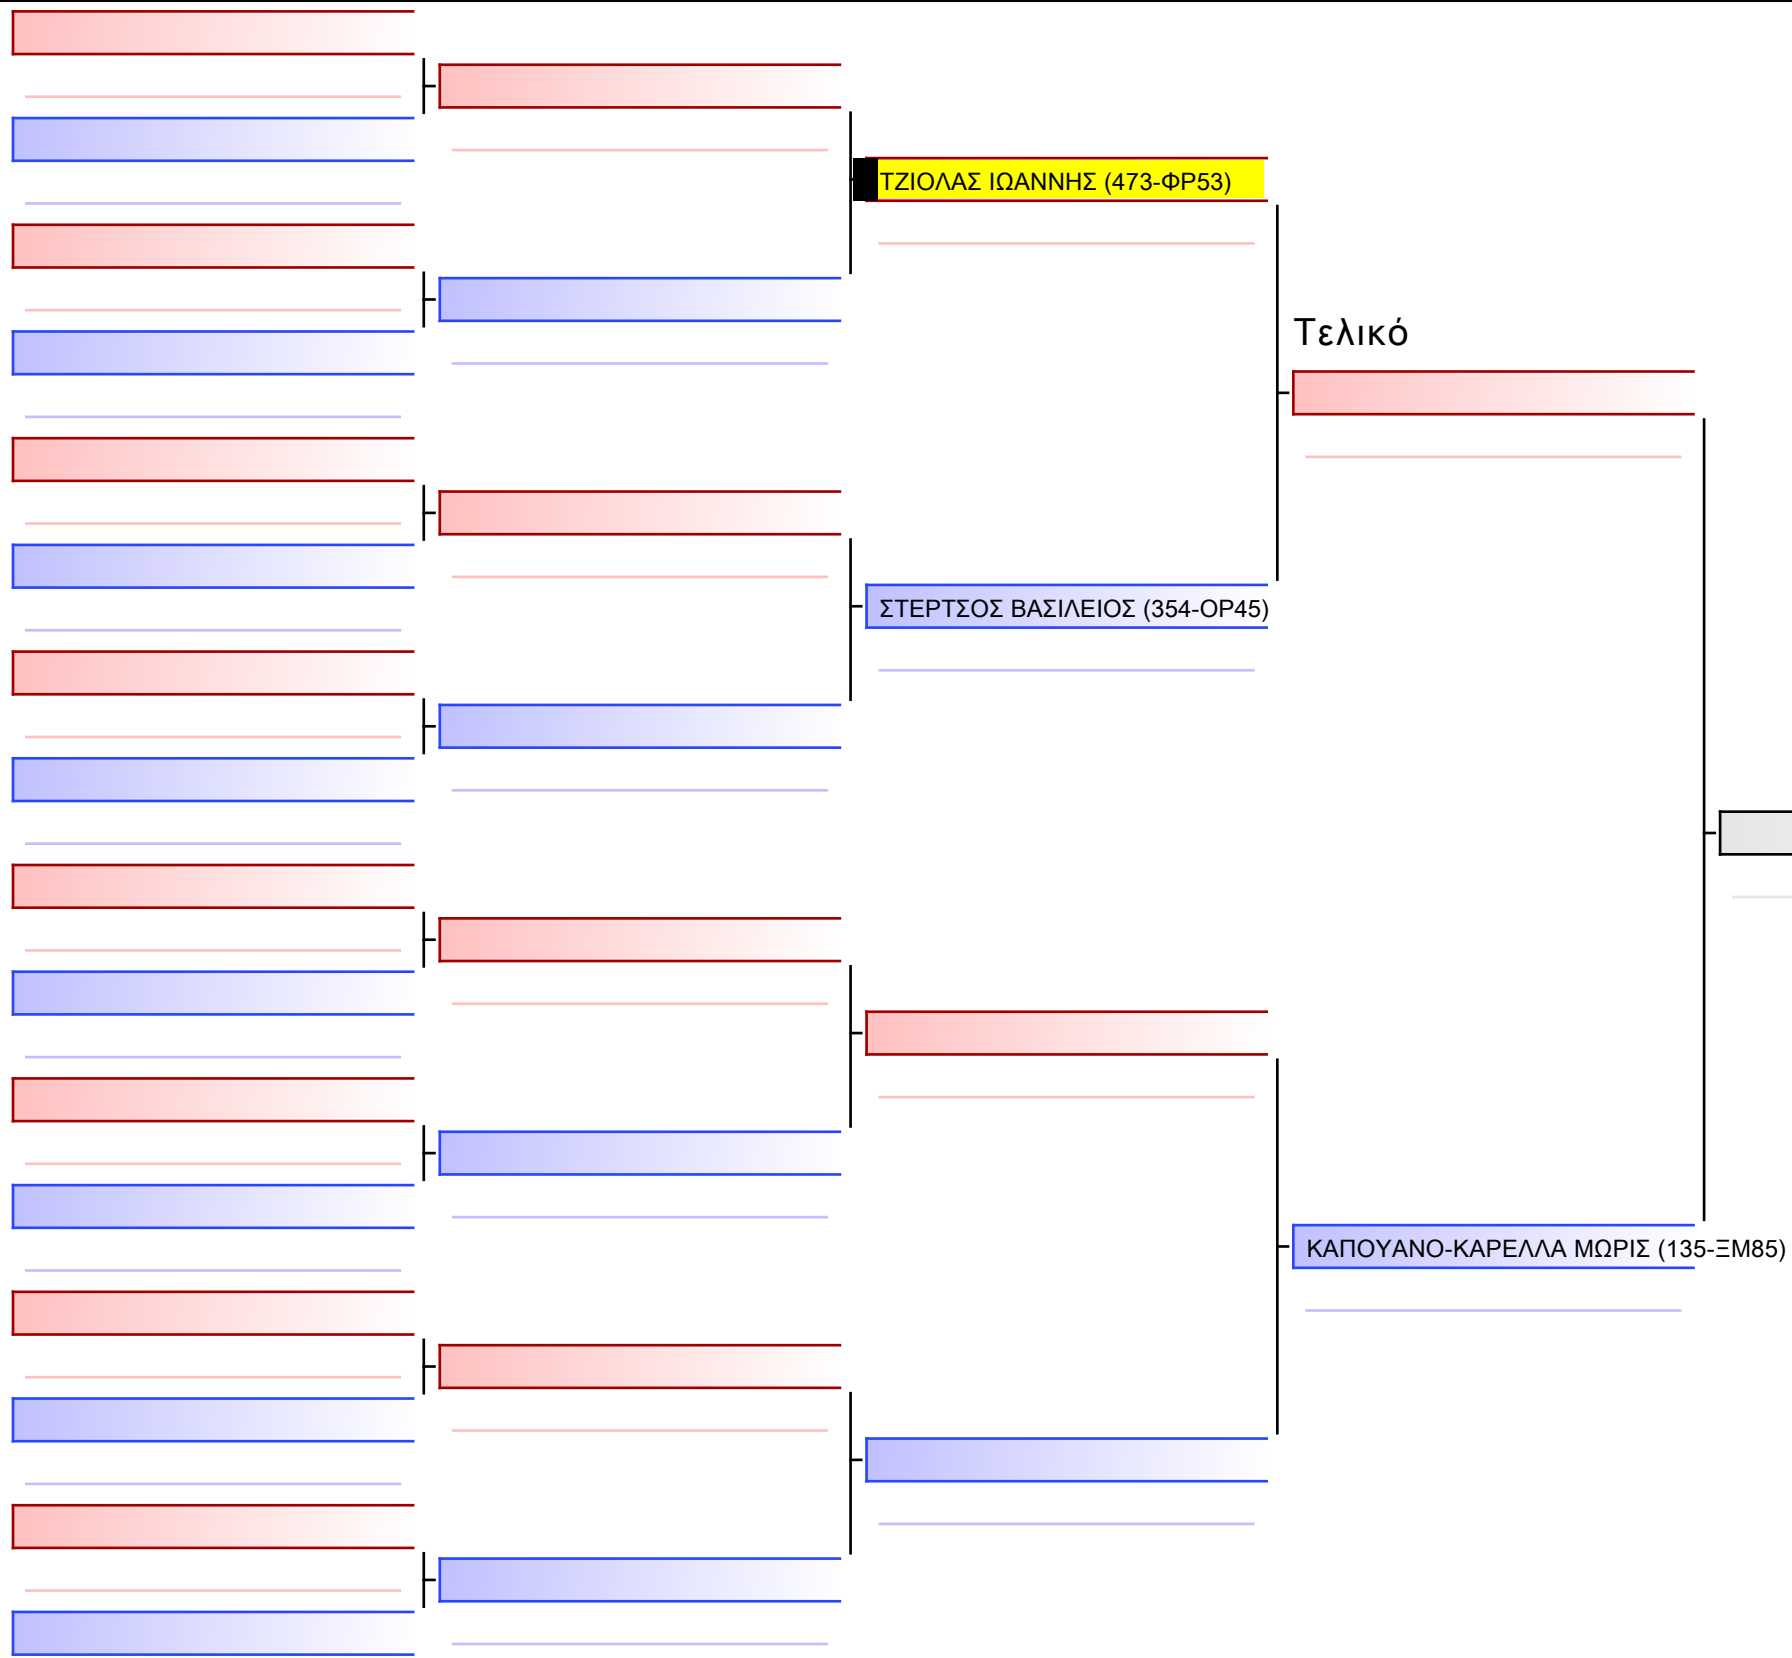 ΤΖΙΟΛΑΣ ΙΩΑΝΝΗΣ (473-ΦΡ53)
Τελικό
ΣΤΕΡΤΣΟΣ ΒΑΣΙΛΕΙΟΣ (354-ΟΡ45)
ΚΑΠΟΥΑΝΟ-ΚΑΡΕΛΛΑ ΜΩΡΙΣ (135-ΞΜ85)